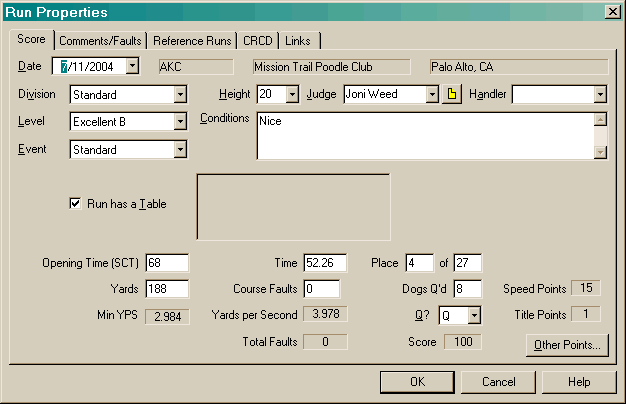 Run Properties
Score Comments/Faults Reference Runs CRCD Links
Date 7/11/2004 AKC Mission Trail Poodle Club Palo Alto, CA
Division Standard Height 20 Judge Joni Weed Handler
Level Excellent B Conditions Nice
Event Standard
Run has a Table
Opening Time (SCT) 68 Time 52.26 Place 4 of 27
Yards 188 Course Faults 0 Dogs Q'd 8 Speed Points 15
Min YPS 2.984 Yards per Second 3.978 Q? Q Title Points 1
Total Faults 0 Score 100 Other Points...
OK Cancel Help